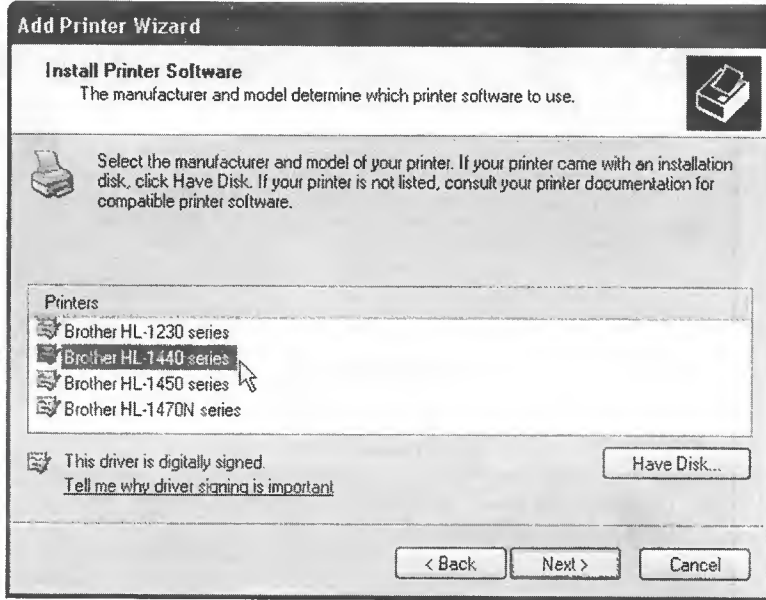 Add Printer Wizard
Install Printer Software
The manufacturer and model determine which printer software to use.
Select the manufacturer and model of your printer. If your printer came with an installation
disk, click Have Disk. If your printer is not listed, consult your printer documentation for
compatible printer software.
Printers
Brother HL-1230 series
Brother HL-1440 series
Brother HL-1450 series
Brother HL-1470N series
This driver is digitally signed.
Have Disk...
Tell me why driver signing is important
< Back
Next >
Cancel